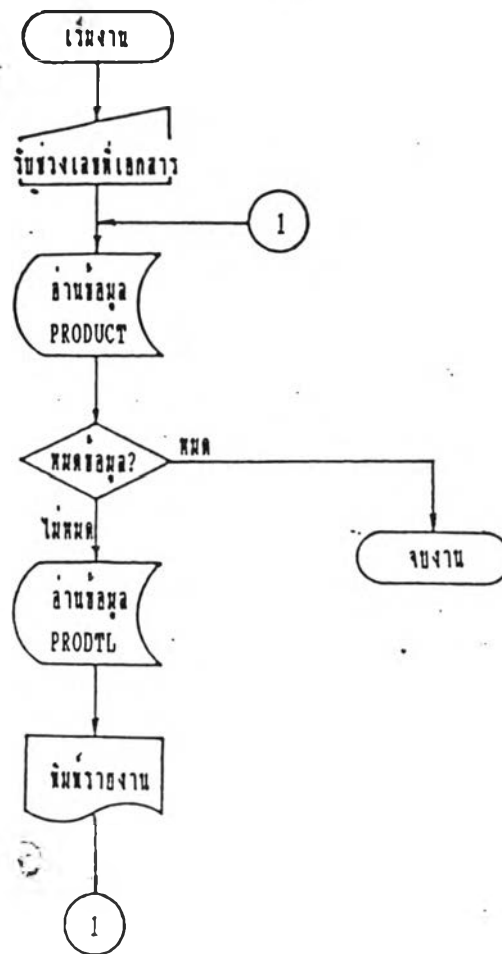 เริ่มงาน
รับช่วงเลขที่เอกสาร
1
อ่านข้อมูล
PRODUCT
หมดข้อมูล?
หมด
ไม่หมด
จบงาน
อ่านข้อมูล
PRODTL
พิมพ์รายงาน
1